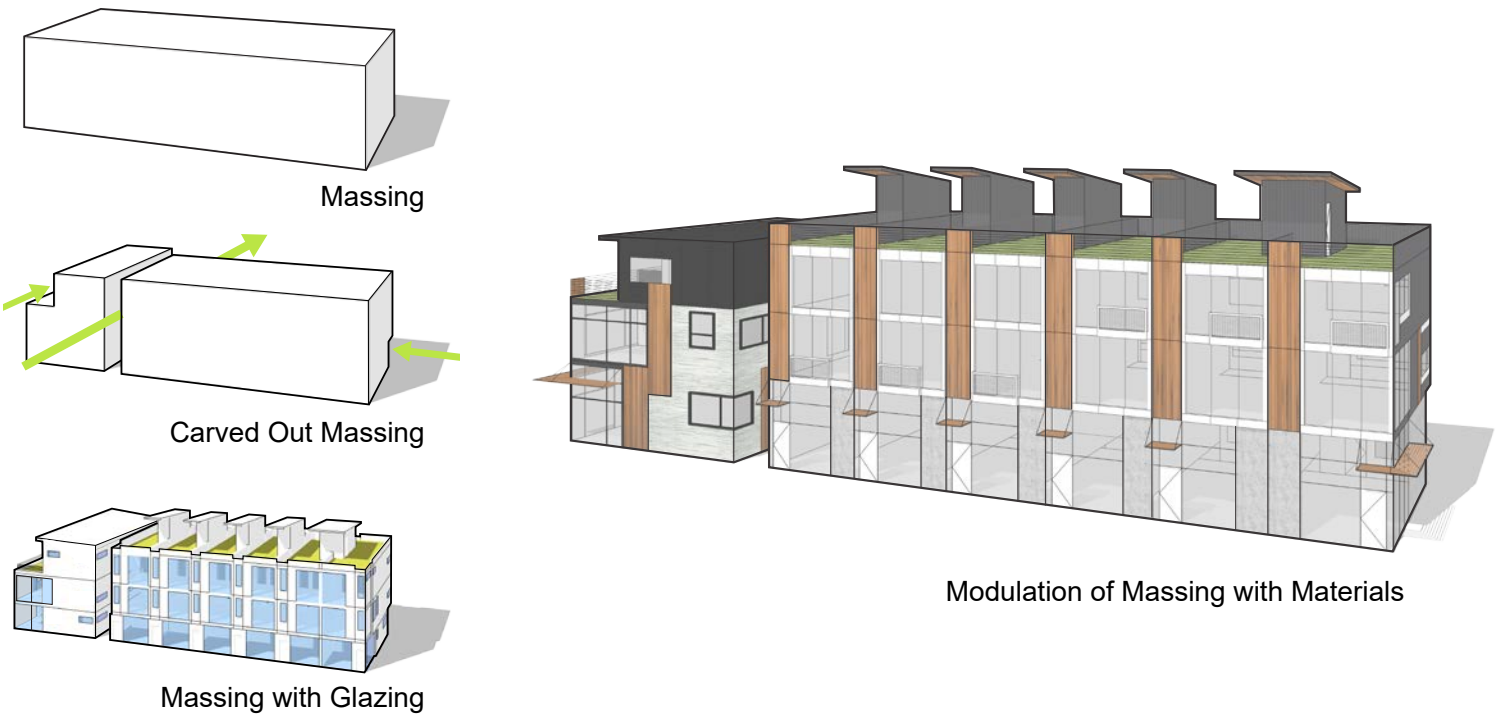 Massing
Carved Out Massing
Massing with Glazing
Modulation of Massing with Materials